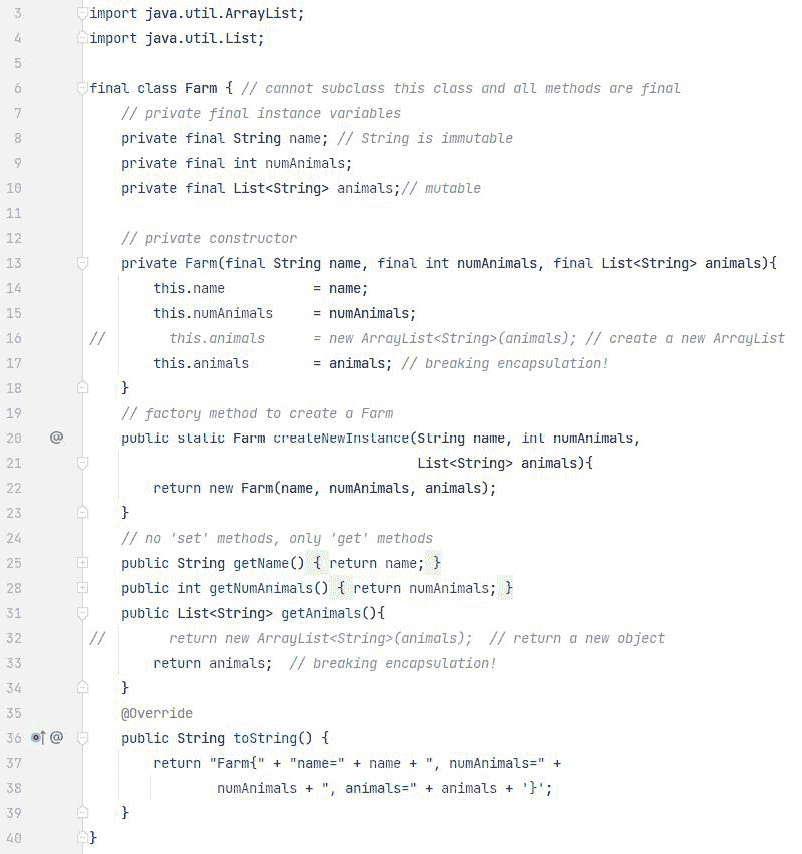 3 import java.util.ArrayList;
4 import java.util.List;
5
6 final class Farm { // cannot subclass this class and all methods are final
7     // private final instance variables
8     private final String name; // String is immutable
9     private final int numAnimals;
10     private final List<String> animals;// mutable
11
12     // private constructor
13     private Farm(final String name, final int numAnimals, final List<String> animals){
14         this.name           = name;
15         this.numAnimals     = numAnimals;
16 //        this.animals      = new ArrayList<String>(animals); // create a new ArrayList
17         this.animals        = animals; // breaking encapsulation!
18     }
19     // factory method to create a Farm
20 @     public static Farm createNewInstance(String name, int numAnimals,
21                                          List<String> animals){
22         return new Farm(name, numAnimals, animals);
23     }
24     // no 'set' methods, only 'get' methods
25     public String getName() { return name; }
28     public int getNumAnimals() { return numAnimals; }
31     public List<String> getAnimals(){
32 //        return new ArrayList<String>(animals);  // return a new object
33         return animals;  // breaking encapsulation!
34     }
35     @Override
36 @     public String toString() {
37         return "Farm{" + "name=" + name + ", numAnimals=" +
38                 numAnimals + ", animals=" + animals + '}';
39     }
40 }